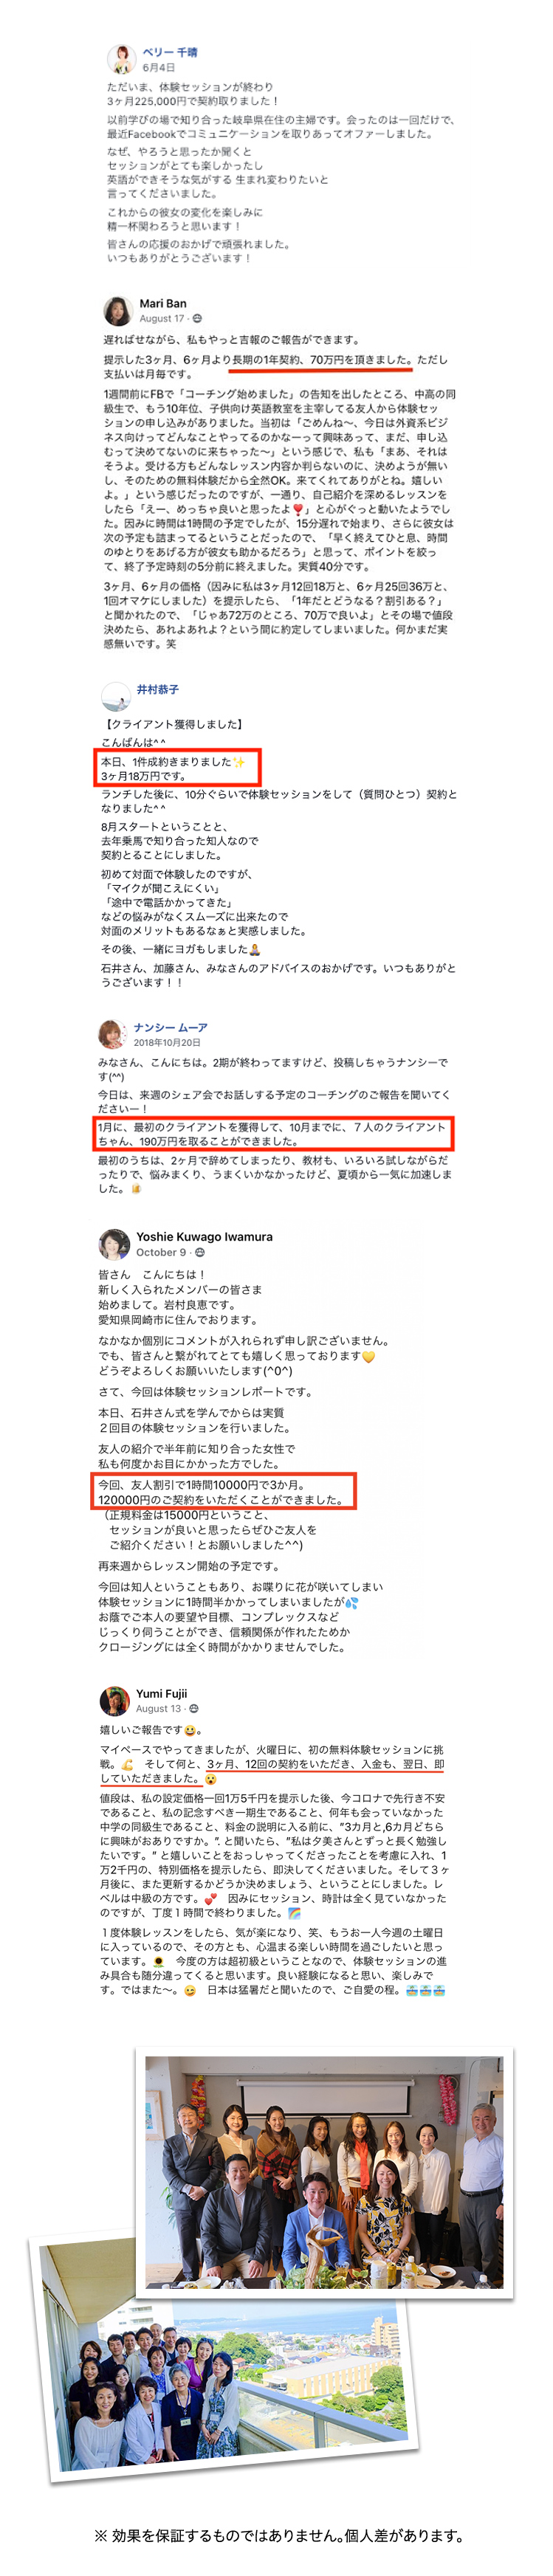 ベリー 千晴
6月4日
ただいま、体験セッションが終わり
3ヶ月225,000円で契約取りました！
以前学びの場で知り合った岐阜県在住の主婦です。会ったのは一回だけで、
最近Facebookでコミュニケーションを取りあってオファーしました。
なぜ、やろうと思ったか聞くと
セッションがとても楽しかったし
英語ができそうな気がする 生まれ変わりたいと
言ってくださいました。
これからの彼女の変化を楽しみに
精一杯関わろうと思います！
皆さんの応援のおかげで頑張れました。
いつもありがとうございます！
Mari Ban
August 17 ·
遅ればせながら、私もやっと吉報のご報告ができます。
提示した3ヶ月、6ヶ月より長期の1年契約、70万円を頂きました。ただし
支払いは月毎です。
1週間前にFBで「コーチング始めました」の告知を出したところ、中高の同
級生で、もう10年位、子供向け英語教室を主宰してる友人から体験セッ
ションの申し込みがありました。当初は「ごめんね〜、今日は外資系ビジ
ネス向けってどんなことやってるのかなーって興味あって、まだ、申し込
むって決めてないのに来ちゃった〜」という感じで、私も「まあ、それは
そうよ。受ける方もどんなレッスン内容か判らないのに、決めようが無い
し、そのための無料体験だから全然OK。来てくれてありがとね。嬉しい
よ。」という感じだったのですが、一通り、自己紹介を深めるレッスンを
したら「えー、めっちゃ良いと思ったよ❣️」と心がぐっと動いたようでし
た。因みに時間は1時間の予定でしたが、15分遅れで始まり、さらに彼女は
次の予定も詰まってるということだったので、「早く終えてひと息、時間
のゆとりをあげる方が彼女も助かるだろう」と思って、ポイントを絞っ
て、終了予定時刻の5分前に終えました。実質40分です。
3ヶ月、6ヶ月の価格（因みに私は3ヶ月12回18万と、6ヶ月25回36万と、
1回オマケにしました）を提示したら、「1年だとどうなる？割引ある？」
と聞かれたので、「じゃあ72万のところ、70万で良いよ」とその場で値段
決めたら、あれよあれよ？という間に約定してしまいました。何かまだ実
感無いです。笑
井村恭子
【クライアント獲得しました】
こんばんは^ ^
本日、1件成約きまりました✨
3ヶ月18万円です。
ランチした後に、10分ぐらいで体験セッションをして（質問ひとつ）契約と
なりました^ ^
8月スタートということと、
去年乗馬で知り合った知人なので
契約とることにしました。
初めて対面で体験したのですが、
「マイクが聞こえにくい」
「途中で電話かかってきた」
などの悩みがなくスムーズに出来たので
対面のメリットもあるなぁと実感しました。
その後、一緒にヨガもしました🧘
石井さん、加藤さん、みなさんのアドバイスのおかげです。いつもありがと
うございます！！
ナンシー ムーア
2018年10月20日
みなさん、こんにちは。2期が終わってますけど、投稿しちゃうナンシーで
す(^^)
今日は、来週のシェア会でお話しする予定のコーチングのご報告を聞いてく
ださいー！
1月に、最初のクライアントを獲得して、10月までに、７人のクライアント
ちゃん、190万円を取ることができました。
最初のうちは、2ヶ月で辞めてしまったり、教材も、いろいろ試しながらだ
ったりで、悩みまくり、うまくいかなかったけど、夏頃から一気に加速しま
した。🍺
Yoshie Kuwago Iwamura
October 9 ·
皆さん　こんにちは！
新しく入られたメンバーの皆さま
始めまして。岩村良恵です。
愛知県岡崎市に住んでおります。
なかなか個別にコメントが入れられず申し訳ございません。
でも、皆さんと繋がれてとても嬉しく思っております💛
どうぞよろしくお願いいたします(^0^)
さて、今回は体験セッションレポートです。
本日、石井さん式を学んでからは実質
２回目の体験セッションを行いました。
友人の紹介で半年前に知り合った女性で
私も何度かお目にかかった方でした。
今回、友人割引で1時間10000円で3か月。
120000円のご契約をいただくことができました。
（正規料金は15000円ということ、
セッションが良いと思ったらぜひご友人を
ご紹介ください！とお願いしました^^)
再来週からレッスン開始の予定です。
今回は知人ということもあり、お喋りに花が咲いてしまい
体験セッションに1時間半かかってしまいましたが💦
お蔭でご本人の要望や目標、コンプレックスなど
じっくり伺うことができ、信頼関係が作れたためか
クロージングには全く時間がかかりませんでした。
Yumi Fujii
August 13 ·
嬉しいご報告です😃。
マイペースでやってきましたが、火曜日に、初の無料体験セッションに挑
戦。💪　そして何と、3ヶ月、12回の契約をいただき、入金も、翌日、即
していただきました。😮
値段は、私の設定価格一回1万5千円を提示した後、今コロナで先行き不安
であること、私の記念すべき一期生であること、何年も会っていなかった
中学の同級生であること、料金の説明に入る前に、”3カ月と,6カ月どちら
に興味がおありですか。”. と聞いたら、”私は夕美さんとずっと長く勉強し
たいです。” と嬉しいことをおっしゃってくださったことを考慮に入れ、1
万2千円の、特別価格を提示したら、即決してくださいました。そして３ヶ
月後に、また更新するかどうか決めましょう、ということにしました。レ
ベルは中級の方です。💕　因みにセッション、時計は全く見ていなかった
のですが、丁度１時間で終わりました。🌈
１度体験レッスンをしたら、気が楽になり、笑、もうお一人今週の土曜日
に入っているので、その方とも、心温まる楽しい時間を過ごしたいと思っ
ています。🌻　今度の方は超初級ということなので、体験セッションの進
み具合も随分違ってくると思います。良い経験になると思い、楽しみで
す。ではまた〜。😜　日本は猛暑だと聞いたので、ご自愛の程。🏝🏝🏝
※ 効果を保証するものではありません。個人差があります。